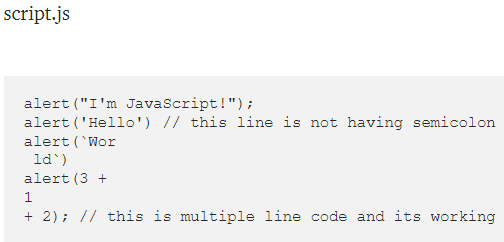 script.js
alert("I'm JavaScript!");
alert('Hello') // this line is not having semicolon
alert(`Wor
 ld`)
alert(3 +
1
+ 2); // this is multiple line code and its working